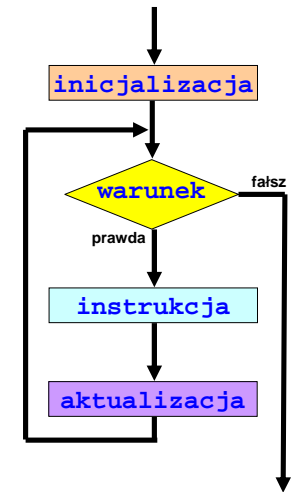 inicjalizacja
warunek
fałsz
prawda
instrukcja
aktualizacja